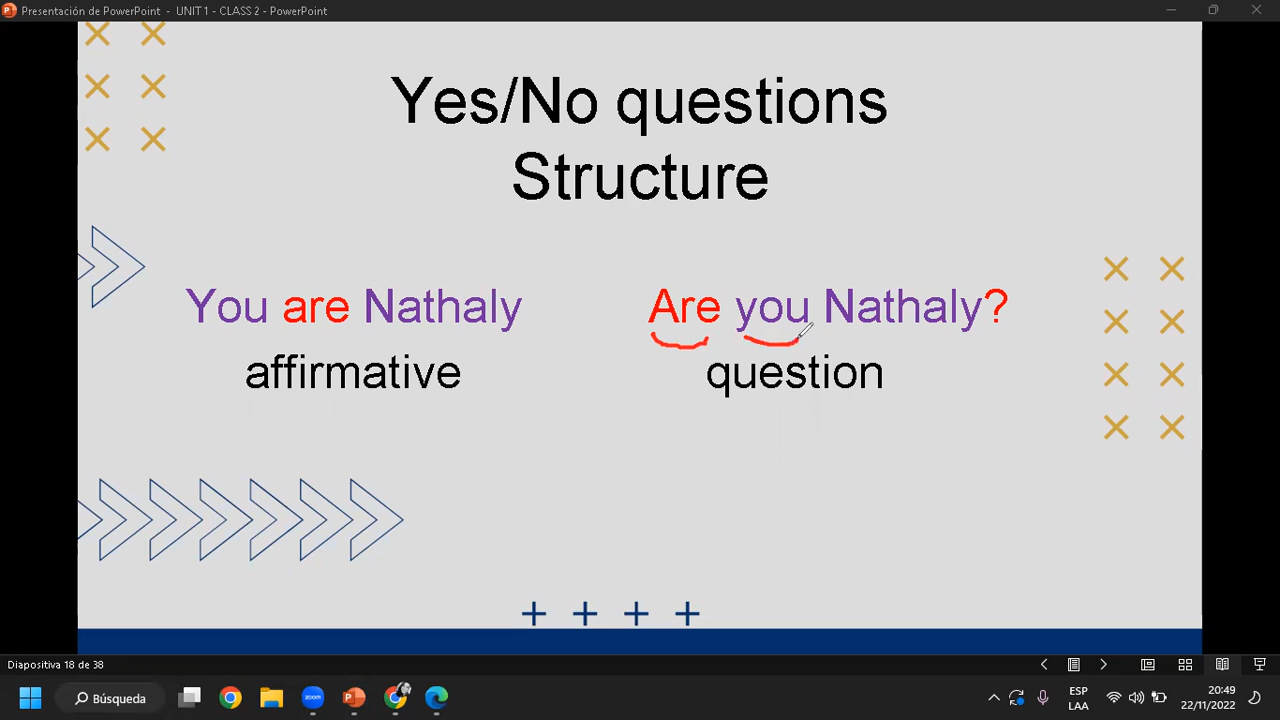 Presentación de PowerPoint - UNIT 1 - CLASS 2 - PowerPoint
Yes/No questions
Structure
You are Nathaly
Are you Nathaly?
affirmative
question
Diapositiva 18 de 38
Búsqueda
zoom
ESP
LAA
20:49
22/11/2022